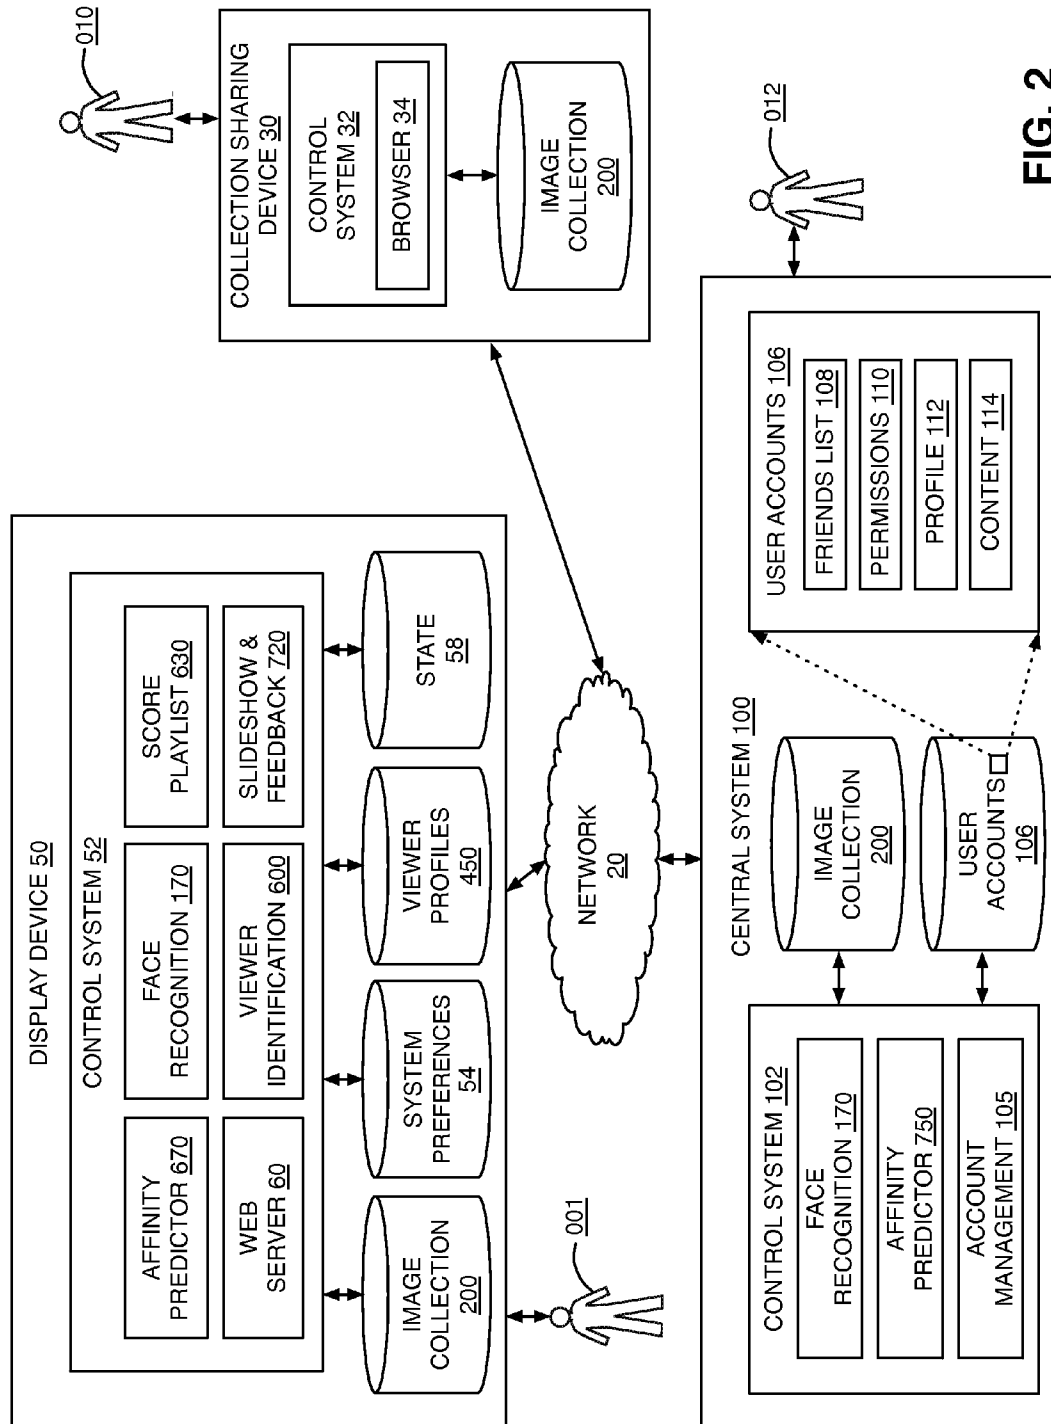 DISPLAY DEVICE 50
CONTROL SYSTEM 52
AFFINITY
PREDICTOR 670
FACE
RECOGNITION 170
SCORE
PLAYLIST 630
WEB
SERVER 60
VIEWER
IDENTIFICATION 600
SLIDESHOW &
FEEDBACK 720
IMAGE
COLLECTION
200
SYSTEM
PREFERENCES
54
VIEWER
PROFILES
450
STATE
58
001
NETWORK
20
010
COLLECTION SHARING
DEVICE 30
CONTROL
SYSTEM 32
BROWSER 34
IMAGE
COLLECTION
200
CENTRAL SYSTEM 100
CONTROL SYSTEM 102
FACE
RECOGNITION 170
AFFINITY
PREDICTOR 750
ACCOUNT
MANAGEMENT 105
IMAGE
COLLECTION
200
USER
ACCOUNTS
106
USER ACCOUNTS 106
FRIENDS LIST 108
PERMISSIONS 110
PROFILE 112
CONTENT 114
012
FIG. 2